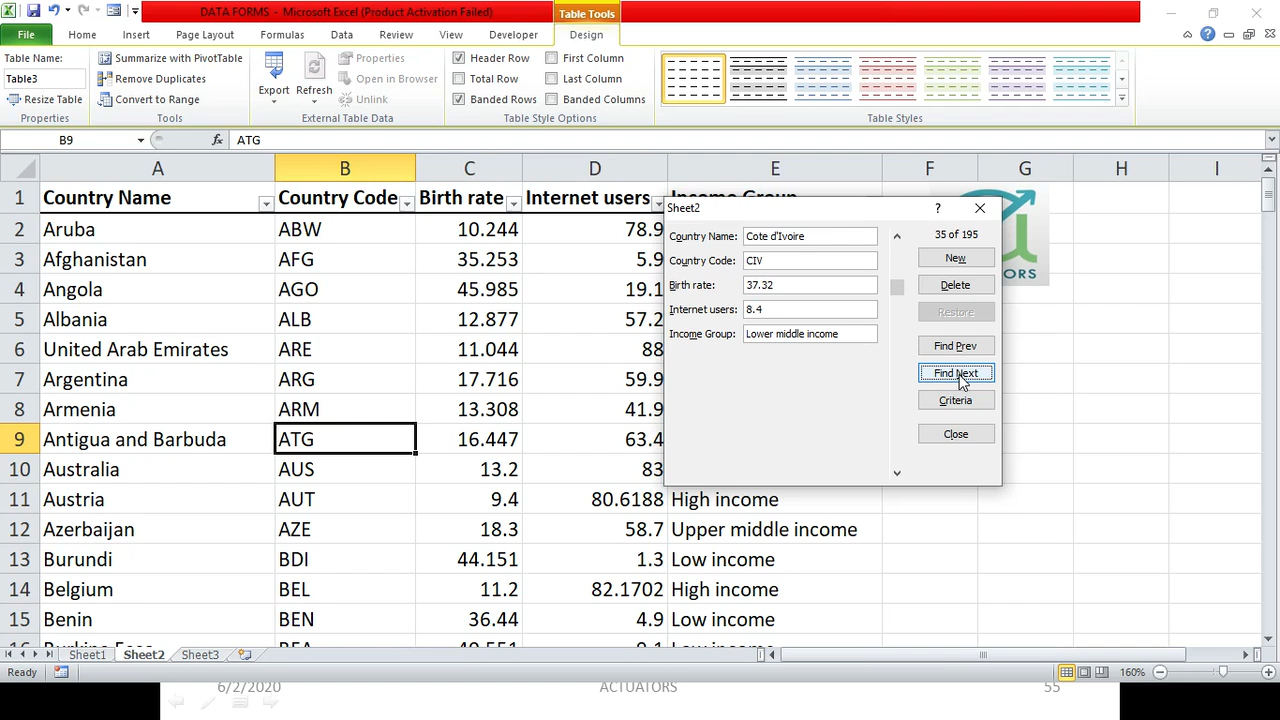 DATA FORMS - Microsoft Excel (Product Activation Failed)
Table Tools
File Home Insert Page Layout Formulas Data Review View Developer Design
Table Name:
Table3
Resize Table
Properties
Summarize with PivotTable
Remove Duplicates
Convert to Range
Tools
Export
Refresh
Properties
Open in Browser
Unlink
External Table Data
Header Row
Total Row
Banded Rows
First Column
Last Column
Banded Columns
Table Style Options
Table Styles
B9
fx
ATG
A B C D E F G H I
1 Country Name Country Code Birth rate Internet users Income Group
2 Aruba ABW 10.244 78.9
3 Afghanistan AFG 35.253 5.9
4 Angola AGO 45.985 19.1
5 Albania ALB 12.877 57.2
6 United Arab Emirates ARE 11.044 88
7 Argentina ARG 17.716 59.9
8 Armenia ARM 13.308 41.9
9 Antigua and Barbuda ATG 16.447 63.4
10 Australia AUS 13.2 83
11 Austria AUT 9.4 80.6188 High income
12 Azerbaijan AZE 18.3 58.7 Upper middle income
13 Burundi BDI 44.151 1.3 Low income
14 Belgium BEL 11.2 82.1702 High income
15 Benin BEN 36.44 4.9 Low income
Sheet2
?
Country Name: Cote d'Ivoire
Country Code: CIV
Birth rate: 37.32
Internet users: 8.4
Income Group: Lower middle income
35 of 195
New
Delete
Restore
Find Prev
Find Next
Criteria
Close
ORS
Sheet1 Sheet2 Sheet3
Ready
160%
6/2/2020
ACTUATORS
55